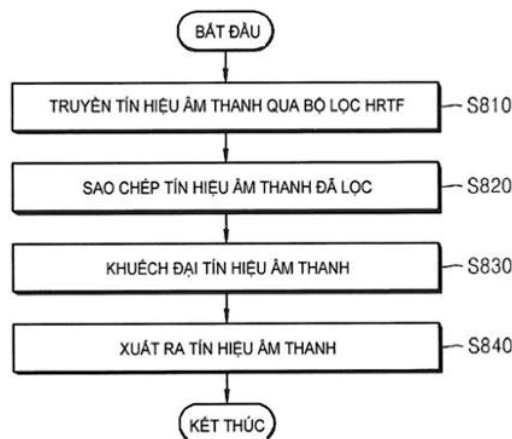 BẮT ĐẦU
TRUYỀN TÍN HIỆU ÂM THANH QUA BỘ LỌC HRTF
S810
SAO CHÉP TÍN HIỆU ÂM THANH ĐÃ LỌC
S820
KHUẾCH ĐẠI TÍN HIỆU ÂM THANH
S830
XUẤT RA TÍN HIỆU ÂM THANH
S840
KẾT THÚC